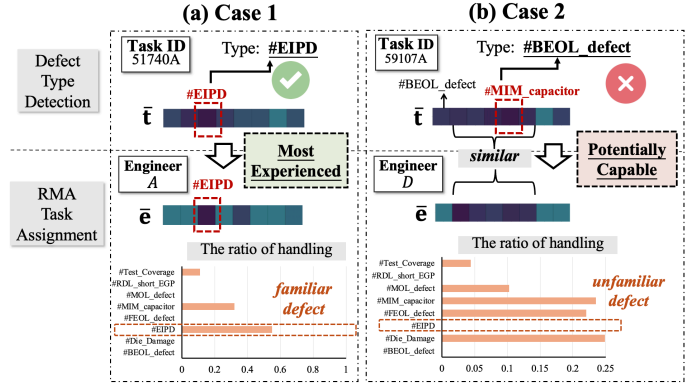 (a) Case 1
(b) Case 2
Defect
Type
Detection
Task ID
51740A
Type: #EIPD
#EIPD
t̄
Task ID
59107A
Type: #BEOL_defect
#BEOL_defect
#MIM_capacitor
t̄
RMA
Task
Assignment
Engineer
A
#EIPD
Most
Experienced
ē
similar
Engineer
D
Potentially
Capable
ē
The ratio of handling
#Test_Coverage
#RDL_short_EGP
#MOL_defect
#MIM_capacitor
#FEOL_defect
#EIPD
#Die_Damage
#BEOL_defect
familiar
defect
0 0.2 0.4 0.6 0.8 1
The ratio of handling
#Test_Coverage
#RDL_short_EGP
#MOL_defect
#MIM_capacitor
#FEOL_defect
#EIPD
#Die_Damage
#BEOL_defect
unfamiliar
defect
0 0.05 0.1 0.15 0.2 0.25